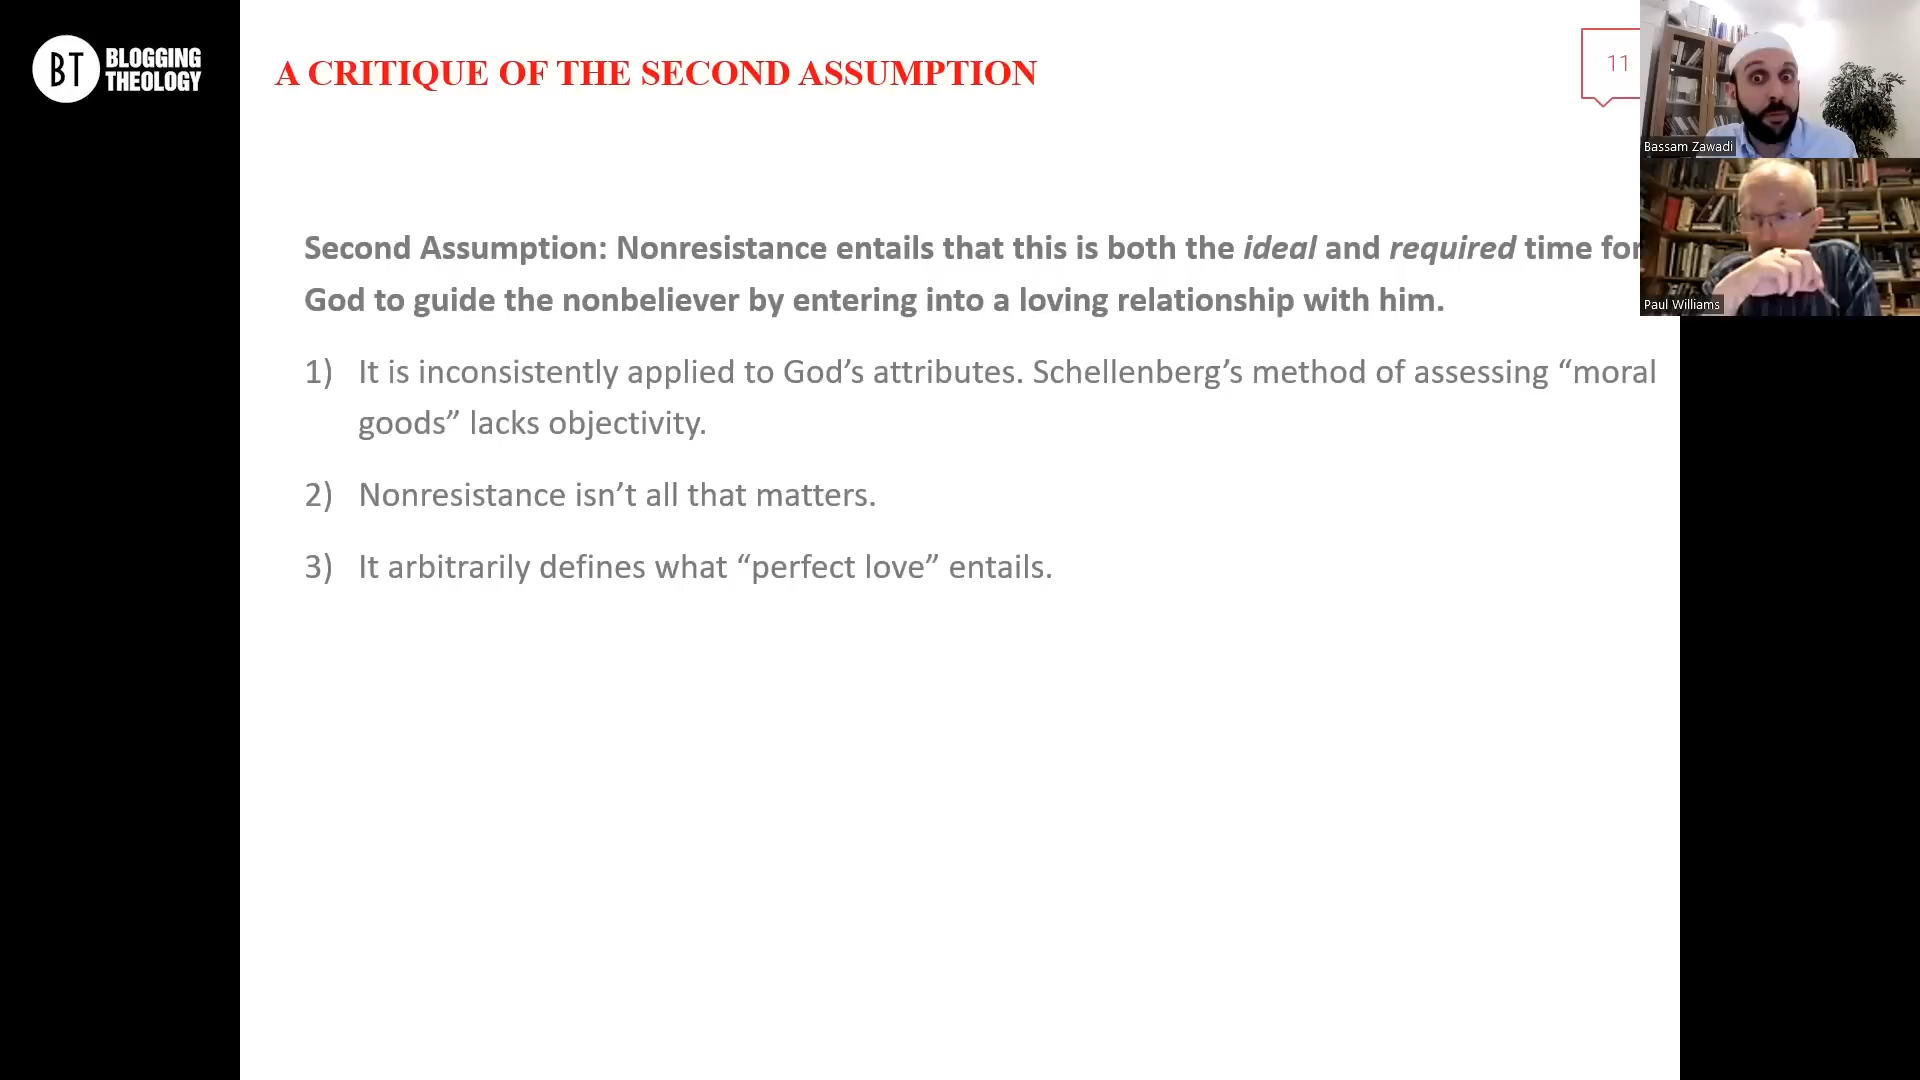 BT BLOGGING
THEOLOGY
A CRITIQUE OF THE SECOND ASSUMPTION
11
Bassam Zawadi
Paul Williams
Second Assumption: Nonresistance entails that this is both the ideal and required time for
God to guide the nonbeliever by entering into a loving relationship with him.
1) It is inconsistently applied to God’s attributes. Schellenberg’s method of assessing “moral
goods” lacks objectivity.
2) Nonresistance isn’t all that matters.
3) It arbitrarily defines what “perfect love” entails.